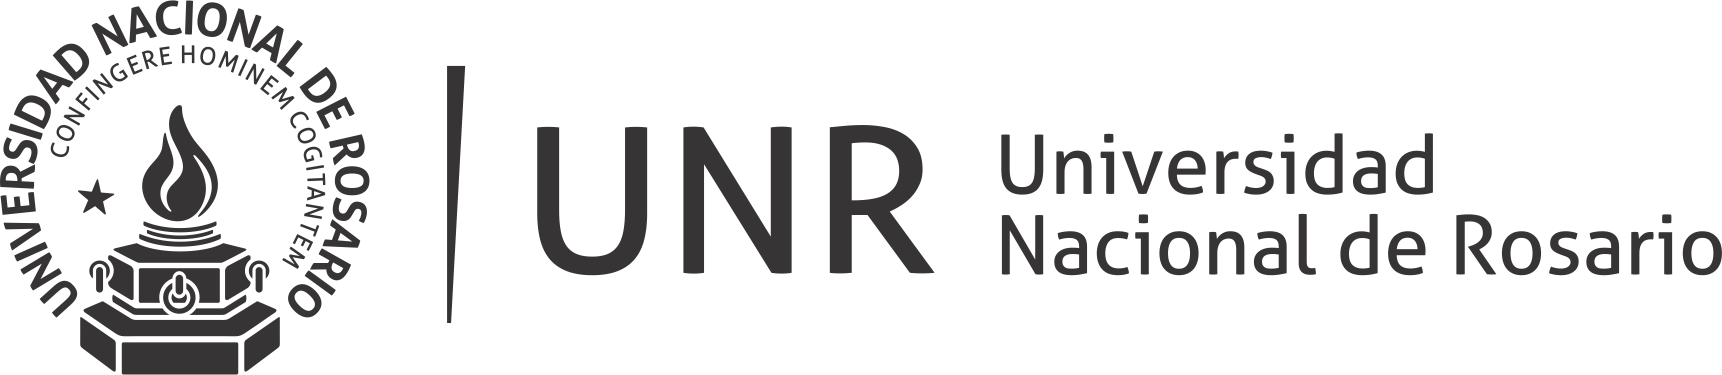 UNIVERSIDAD NACIONAL DE ROSARIO
CONFINGERE HOMINEM COGITANTEM
UNR
Universidad
Nacional de Rosario